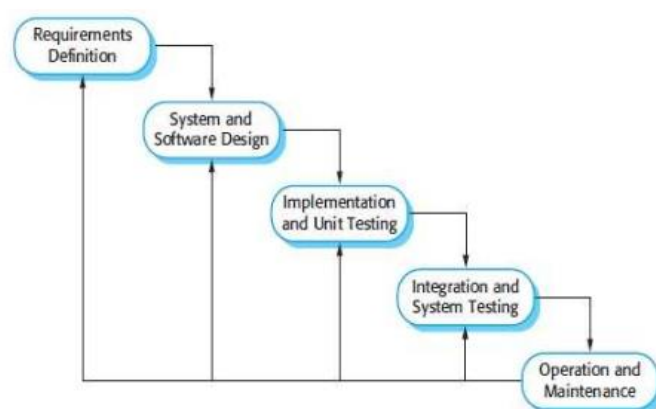 Requirements
Definition
System and
Software Design
Implementation
and Unit Testing
Integration and
System Testing
Operation and
Maintenance